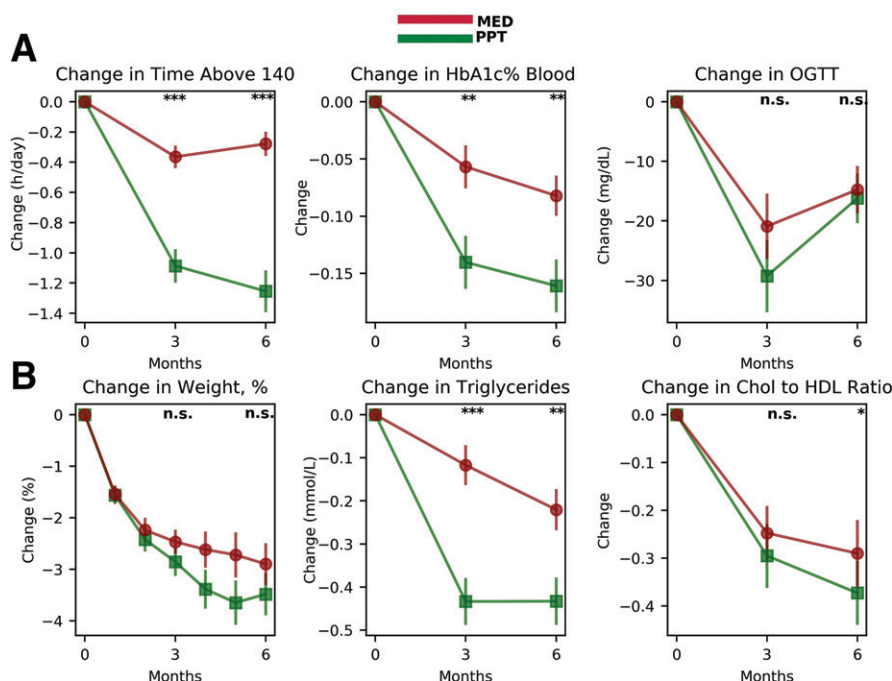 MED
PPT
A
Change in Time Above 140
Change in HbA1c% Blood
Change in OGTT
Change (h/day)
0.0
−0.2
−0.4
−0.6
−0.8
−1.0
−1.2
−1.4
***
***
0
3
6
Months
Change
0.00
−0.05
−0.10
−0.15
**
**
0
3
6
Months
Change (mg/dL)
0
−10
−20
−30
n.s.
n.s.
0
3
6
Months
B
Change in Weight, %
Change in Triglycerides
Change in Chol to HDL Ratio
Change (%)
0
−1
−2
−3
−4
n.s.
n.s.
0
3
6
Months
Change (mmol/L)
0.0
−0.1
−0.2
−0.3
−0.4
−0.5
***
**
0
3
6
Months
Change
0.0
−0.1
−0.2
−0.3
−0.4
n.s.
*
0
3
6
Months